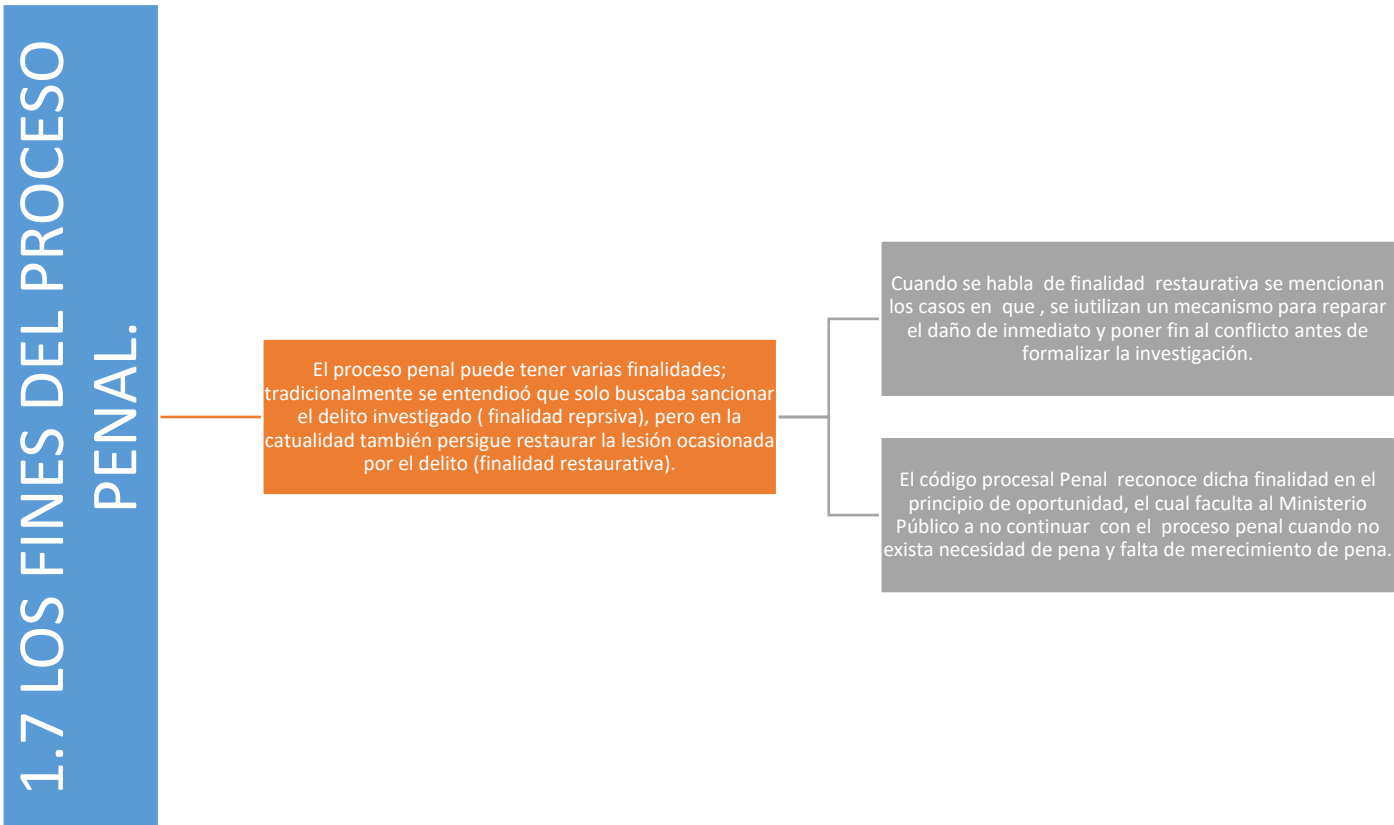 1.7 LOS FINES DEL PROCESO
PENAL.
El proceso penal puede tener varias finalidades;
tradicionalmente se entendioó que solo buscaba sancionar
el delito investigado ( finalidad reprsiva), pero en la
catualidad también persigue restaurar la lesión ocasionada
por el delito (finalidad restaurativa).
Cuando se habla  de finalidad  restaurativa se mencionan
los casos en  que , se iutilizan un mecanismo para reparar
el daño de inmediato y poner fin al conflicto antes de
formalizar la investigación.
El código procesal Penal  reconoce dicha finalidad en el
principio de oportunidad, el cual faculta al Ministerio
Público a no continuar  con el  proceso penal cuando no
exista necesidad de pena y falta de merecimiento de pena.